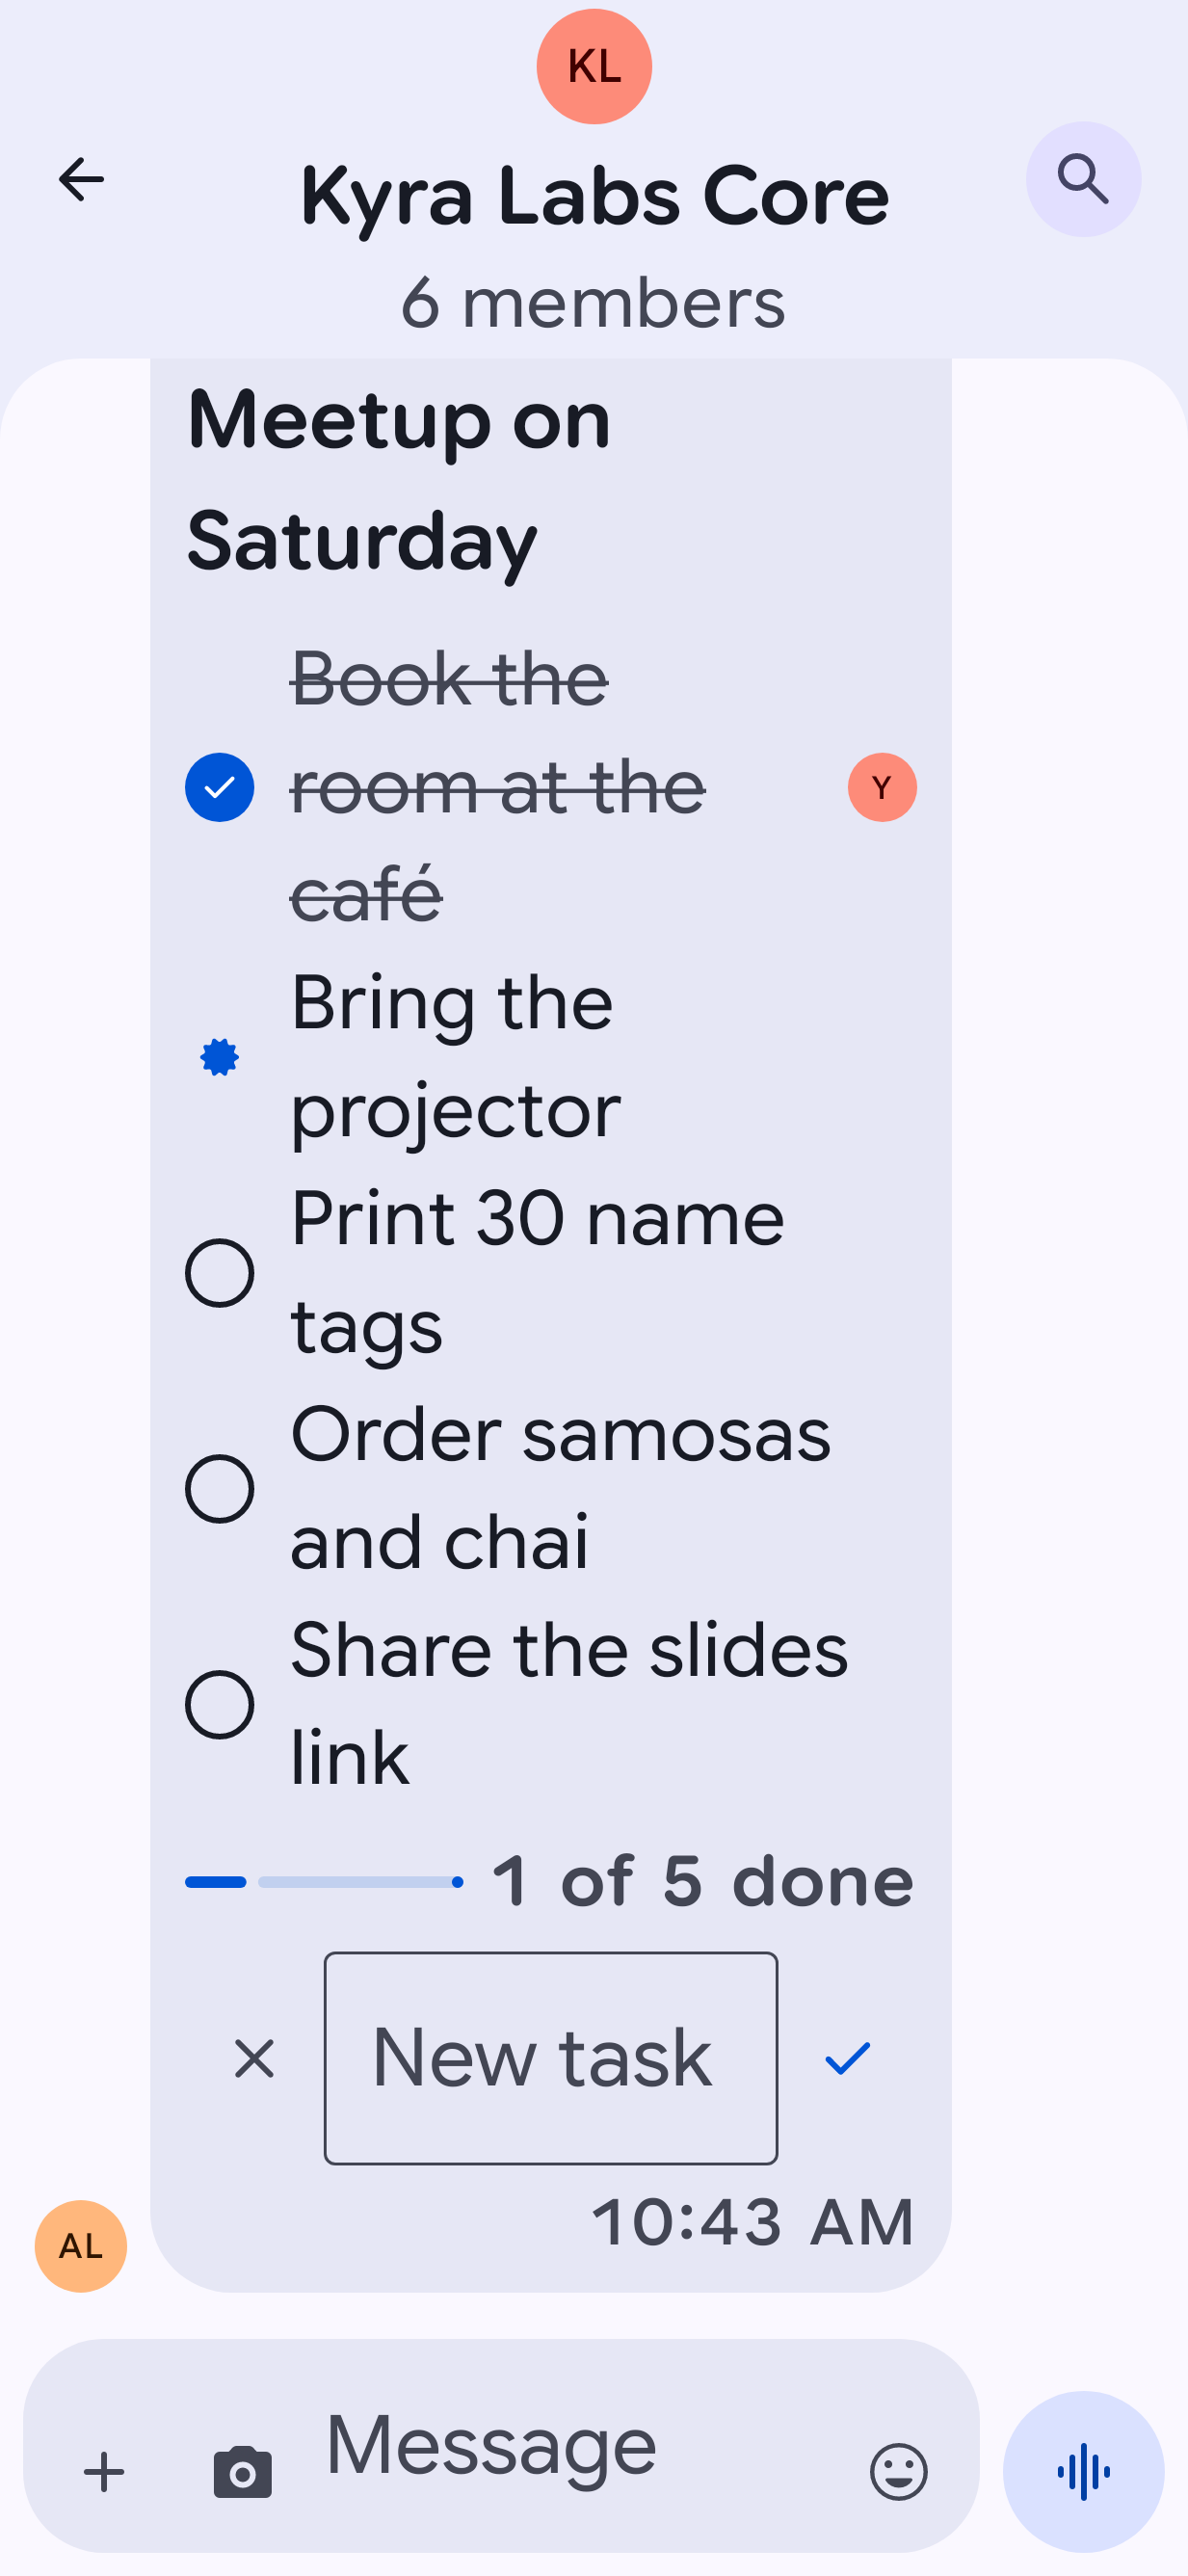 KL
Kyra Labs Core
6 members
Meetup on
Saturday
Book the
room at the
café
Y
Bring the
projector
Print 30 name
tags
Order samosas
and chai
Share the slides
link
1 of 5 done
New task
10:43 AM
AL
Message